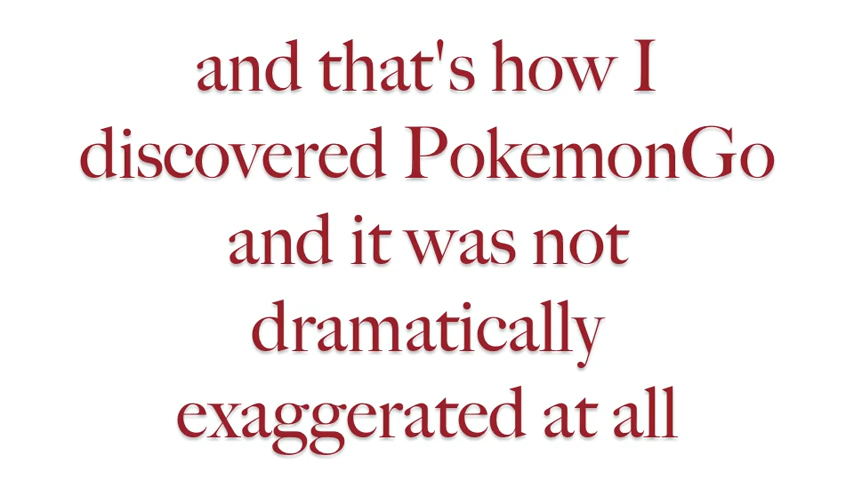 and that's how I
discovered PokemonGo
and it was not
dramatically
exaggerated at all